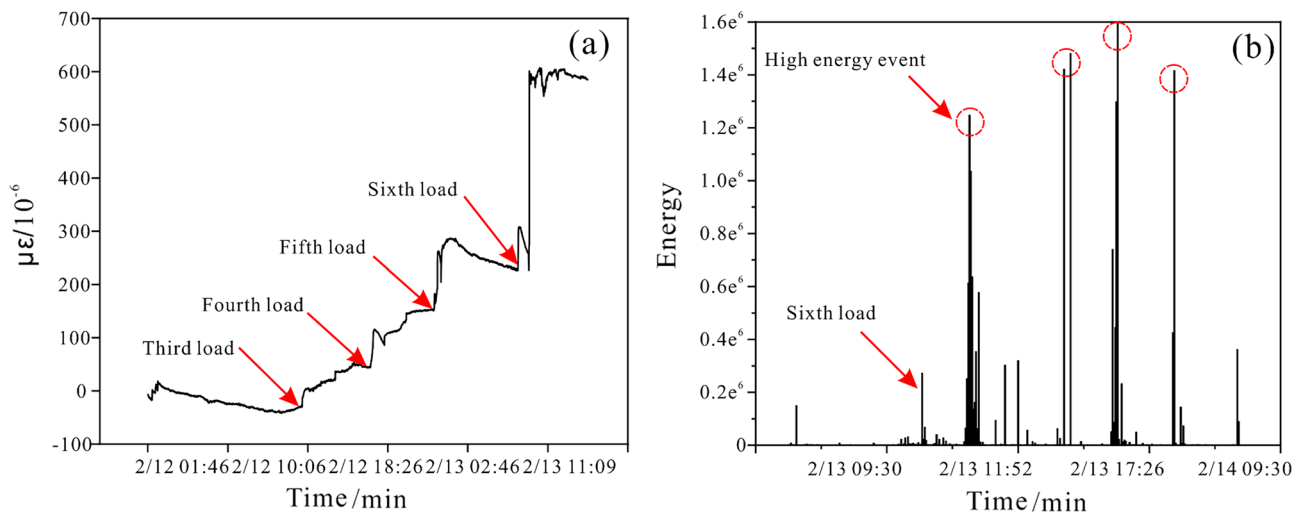 (a)
700
600
500
400
300
200
100
0
-100
με/10⁻⁶
Sixth load
Fifth load
Fourth load
Third load
2/12 01:46
2/12 10:06
2/12 18:26
2/13 02:46
2/13 11:09
Time/min
(b)
1.6e⁶
1.4e⁶
1.2e⁶
1.0e⁶
0.8e⁶
0.6e⁶
0.4e⁶
0.2e⁶
0
Energy
High energy event
Sixth load
2/13 09:30
2/13 11:52
2/13 17:26
2/14 09:30
Time/min